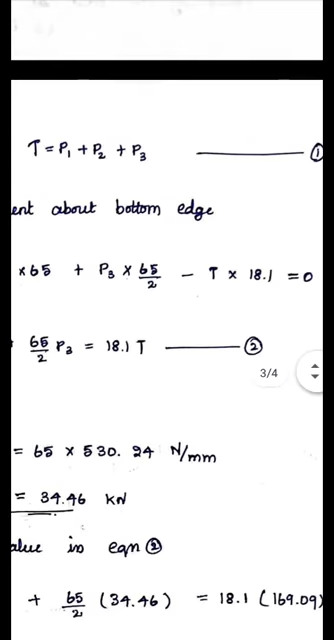 T = P₁ + P₂ + P₃ ——— ①
ent about bottom edge
×65 + P₃ × 65/2 – T × 18.1 = 0
65/2 P₃ = 18.1 T ——— ②
3/4
= 65 × 530.24 N/mm
= 34.46 kN
alue in eqn ②
+ 65/2 (34.46) = 18.1 (169.09)